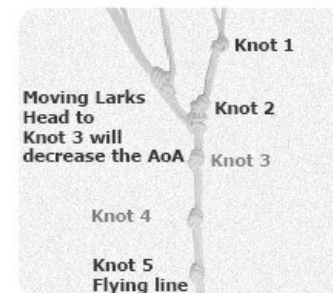 Knot 1
Moving Larks
Head to
Knot 3 will
decrease the AoA
Knot 2
Knot 3
Knot 4
Knot 5
Flying line